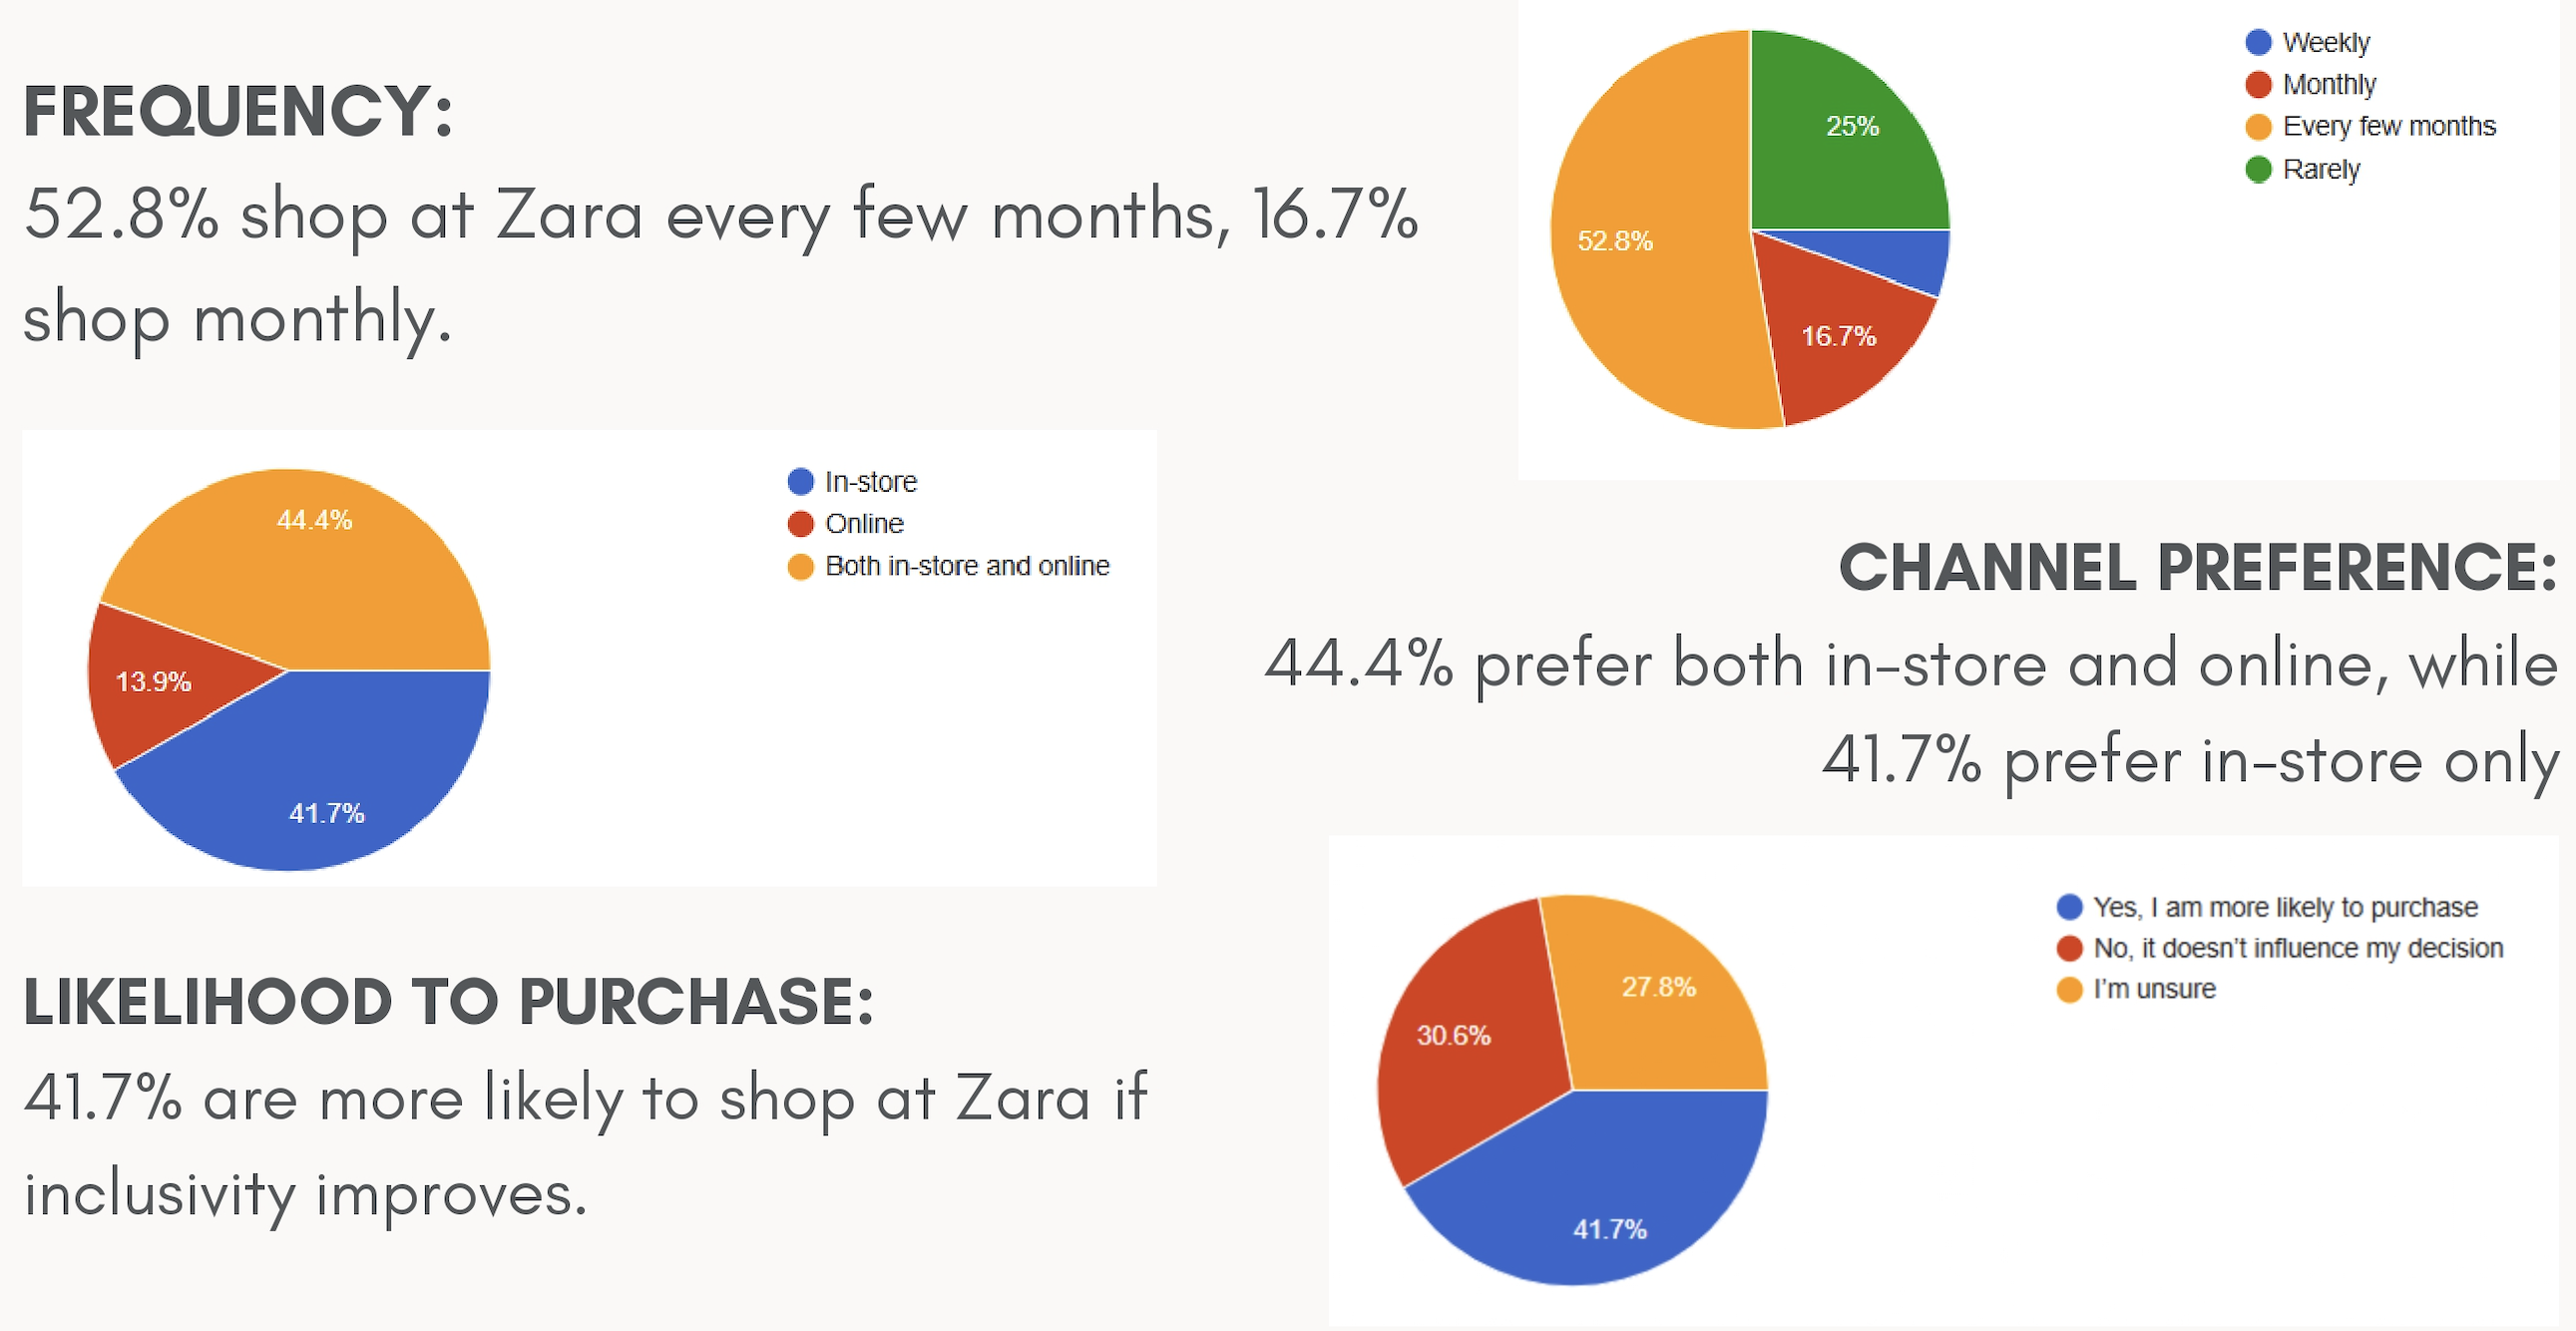 FREQUENCY:
52.8% shop at Zara every few months, 16.7%
shop monthly.
25%
52.8%
16.7%
Weekly
Monthly
Every few months
Rarely
44.4%
13.9%
41.7%
In-store
Online
Both in-store and online
CHANNEL PREFERENCE:
44.4% prefer both in-store and online, while
41.7% prefer in-store only
LIKELIHOOD TO PURCHASE:
41.7% are more likely to shop at Zara if
inclusivity improves.
27.8%
30.6%
41.7%
Yes, I am more likely to purchase
No, it doesn't influence my decision
I'm unsure